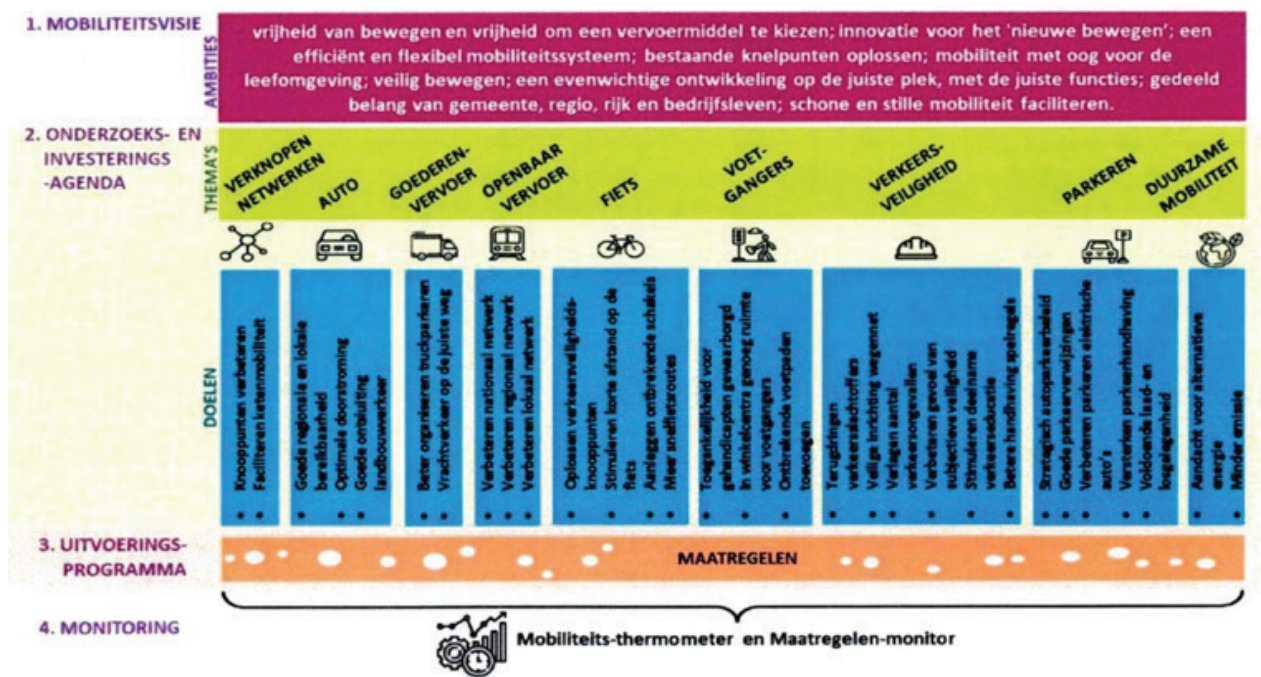 1. MOBILITEITSVISIE
AMBITIES
vrijheid van bewegen en vrijheid om een vervoermiddel te kiezen; innovatie voor het 'nieuwe bewegen'; een
efficiënt en flexibel mobiliteitssysteem; bestaande knelpunten oplossen; mobiliteit met oog voor de
leefomgeving; veilig bewegen; een evenwichtige ontwikkeling op de juiste plek, met de juiste functies; gedeeld
belang van gemeente, regio, rijk en bedrijfsleven; schone en stille mobiliteit faciliteren.
2. ONDERZOEKS- EN
INVESTERINGS
-AGENDA
THEMA'S
VERKNOPEN
NETWERKEN
AUTO
GOEDEREN-
VERVOER
OPENBAAR
VERVOER
FIETS
VOET-
GANGERS
VERKEERS-
VEILIGHEID
PARKEREN
DUURZAME
MOBILITEIT
DOELEN
• Knooppunten verbeteren
• Faciliteren ketenmobiliteit
• Goede regionale en lokale
bereikbaarheid
• Optimale doorstroming
• Goede ontsluiting
landbouwverkeer
• Beter organiseren truckparkeren
• Vrachtverkeer op de juiste weg
• Verbeteren nationaal netwerk
• Verbeteren regionaal netwerk
• Verbeteren lokaal netwerk
• Oplossen verkeersveiligheids-
knooppunten
• Stimuleren korte afstand op de
fiets
• Aanleggen ontbrekende schakels
• Meer snelfietsroutes
• Toegankelijkheid voor
gehandicapten gewaarborgd
• In winkelcentra genoeg ruimte
voor voetgangers
• Ontbrekende voetpaden
toevoegen
• Terugdringen
verkeersslachtoffers
• Veilige inrichting wegennet
• Verlagen aantal
verkeersongevallen
• Verbeteren gevoel van
subjectieve veiligheid
• Stimuleren deelname
verkeerseducatie
• Betere handhaving spelregels
• Strategisch autoparkeerbeleid
• Goede parkeerverwijzingen
• Verbeteren parkeren elektrische
auto's
• Versterken parkeerhandhaving
• Voldoende laad- en
losgelegenheid
• Aandacht voor alternatieve
energie
• Minder emissie
3. UITVOERINGS-
PROGRAMMA
MAATREGELEN
4. MONITORING
Mobiliteits-thermometer en Maatregelen-monitor